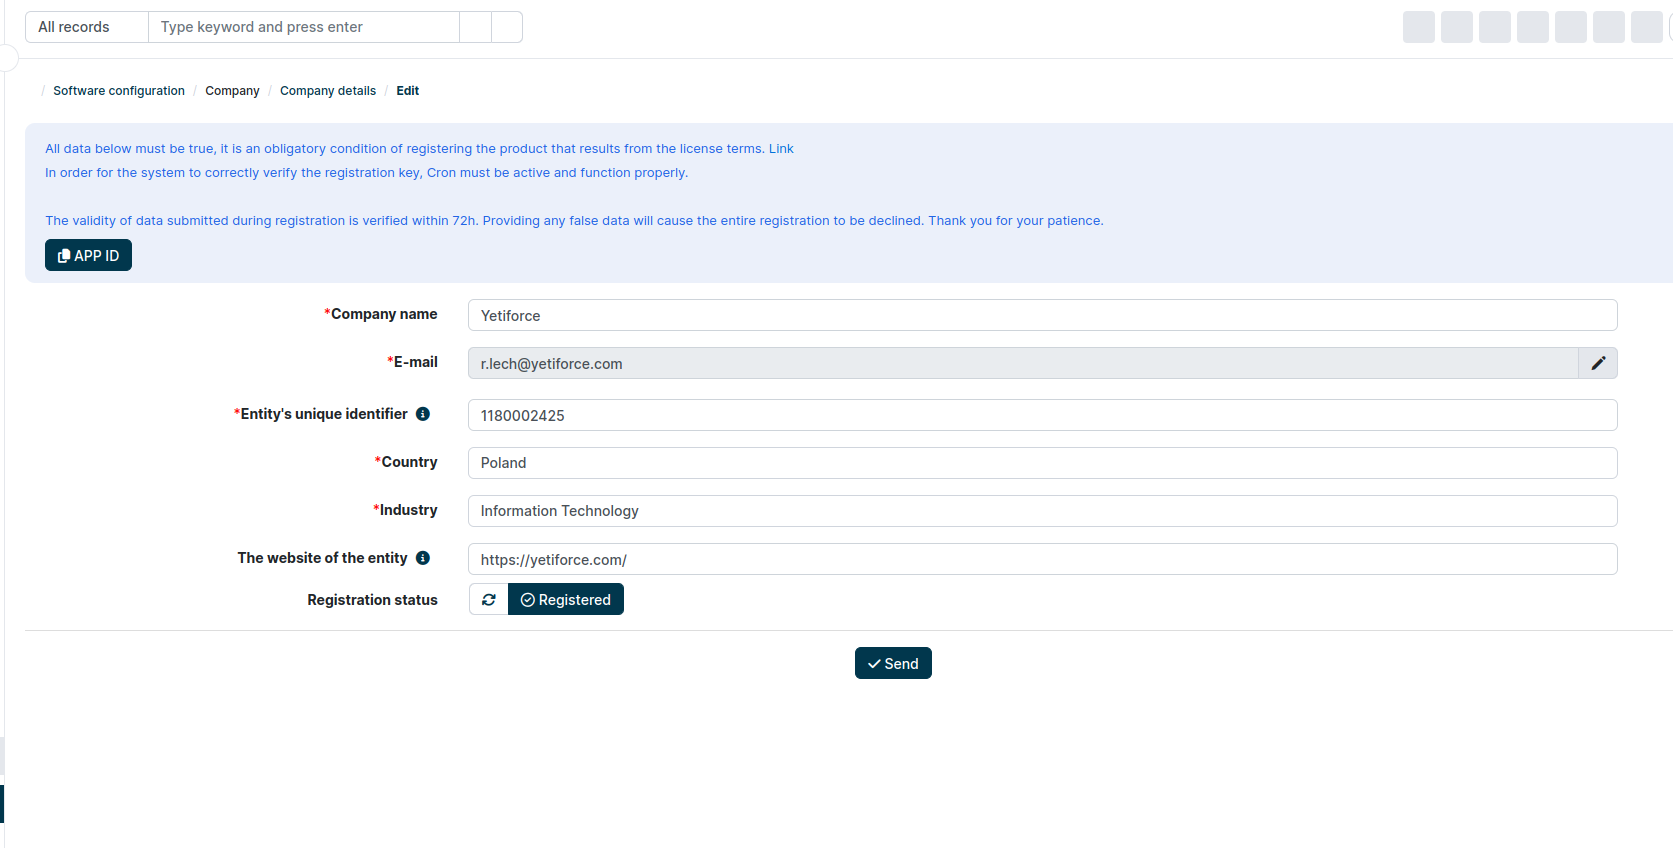 All records Type keyword and press enter
/ Software configuration / Company / Company details / Edit
All data below must be true, it is an obligatory condition of registering the product that results from the license terms. Link
In order for the system to correctly verify the registration key, Cron must be active and function properly.
The validity of data submitted during registration is verified within 72h. Providing any false data will cause the entire registration to be declined. Thank you for your patience.
APP ID
*Company name Yetiforce
*E-mail r.lech@yetiforce.com
*Entity's unique identifier 1180002425
*Country Poland
*Industry Information Technology
The website of the entity https://yetiforce.com/
Registration status Registered
Send